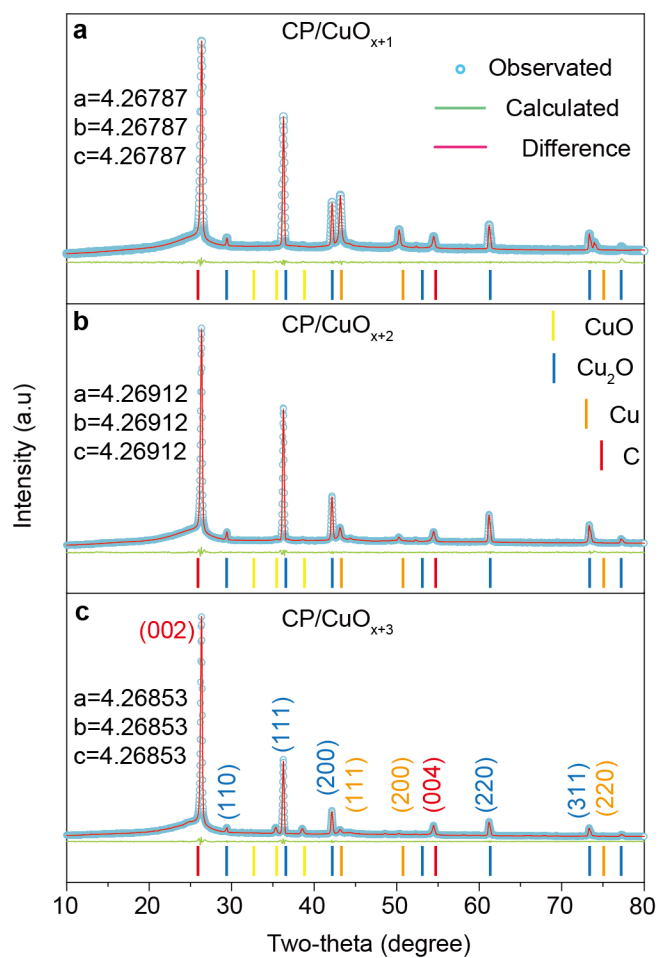 a
CP/CuOx+1
Observated
Calculated
Difference
a=4.26787
b=4.26787
c=4.26787
b
CP/CuOx+2
CuO
Cu2O
Cu
C
a=4.26912
b=4.26912
c=4.26912
c
CP/CuOx+3
(002)
a=4.26853
b=4.26853
c=4.26853
(110)
(111)
(200)
(111)
(200)
(004)
(220)
(311)
(220)
Intensity (a.u)
10 20 30 40 50 60 70 80
Two-theta (degree)